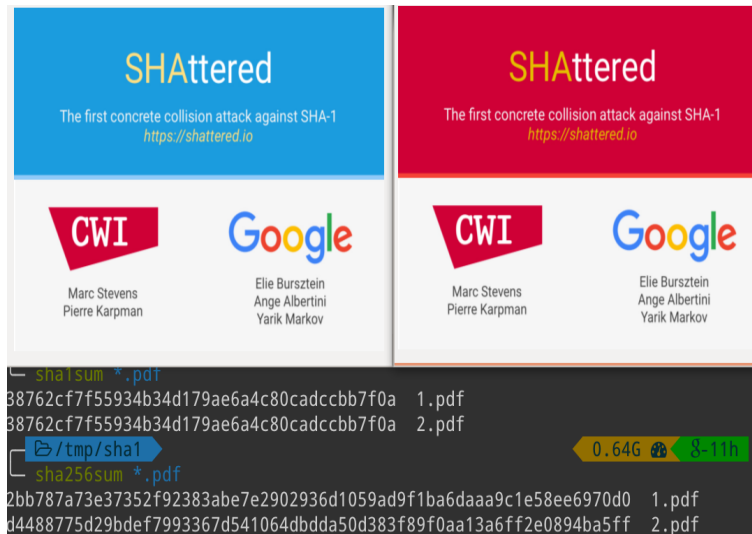 SHAttered
The first concrete collision attack against SHA-1
https://shattered.io
CWI
Marc Stevens
Pierre Karpman
Google
Elie Bursztein
Ange Albertini
Yarik Markov
SHAttered
The first concrete collision attack against SHA-1
https://shattered.io
CWI
Marc Stevens
Pierre Karpman
Google
Elie Bursztein
Ange Albertini
Yarik Markov
sha1sum *.pdf
38762cf7f55934b34d179ae6a4c80cadccbb7f0a 1.pdf
38762cf7f55934b34d179ae6a4c80cadccbb7f0a 2.pdf
/tmp/sha1 0.64G 8-11h
sha256sum *.pdf
2bb787a73e37352f92383abe7e2902936d1059ad9f1ba6daaa9c1e58ee6970d0 1.pdf
d4488775d29bdef7993367d541064dbdda50d383f89f0aa13a6ff2e0894ba5ff 2.pdf